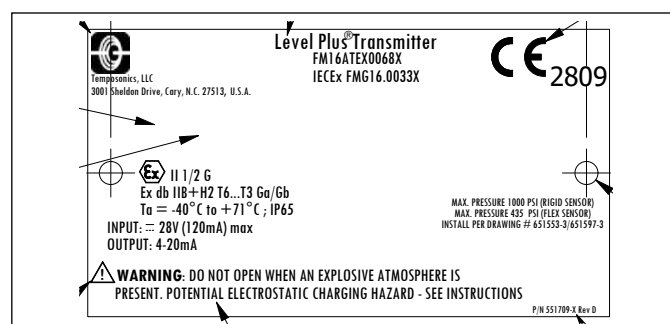 Level Plus® Transmitter
FM16ATEX0068X
IECEx FMG16.0033X
CE 2809
Temposonics, LLC
3001 Sheldon Drive, Cary, N.C. 27513, U.S.A.
Ex II 1/2 G
Ex db IIB+H2 T6...T3 Ga/Gb
Ta = -40°C to +71°C ; IP65
INPUT: ⎓ 28V (120mA) max
OUTPUT: 4-20mA
MAX. PRESSURE 1000 PSI (RIGID SENSOR)
MAX. PRESSURE 435 PSI (FLEX SENSOR)
INSTALL PER DRAWING # 651553-3/651597-3
WARNING: DO NOT OPEN WHEN AN EXPLOSIVE ATMOSPHERE IS
PRESENT. POTENTIAL ELECTROSTATIC CHARGING HAZARD - SEE INSTRUCTIONS
P/N 551709-X Rev D